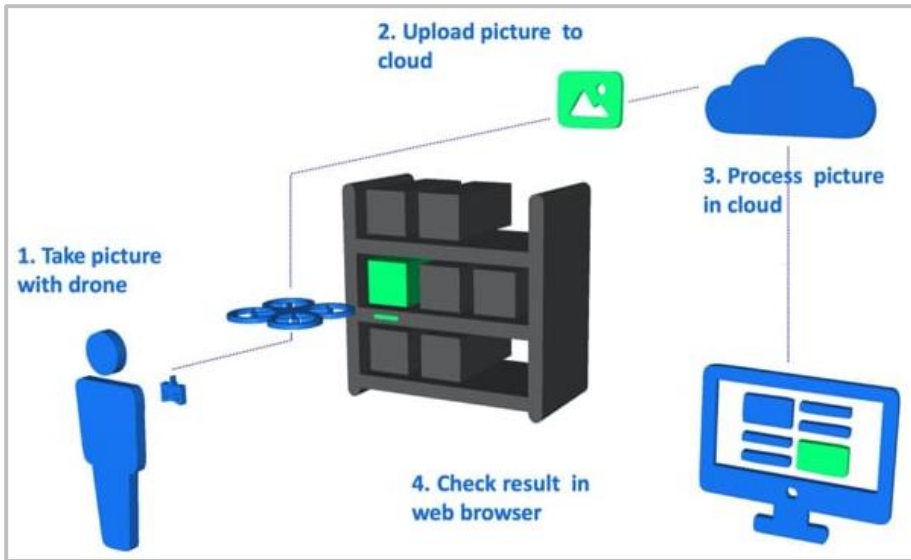 2. Upload picture to
cloud
3. Process picture
in cloud
1. Take picture
with drone
4. Check result in
web browser